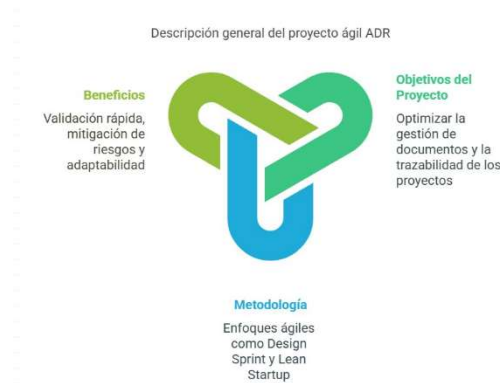 Descripción general del proyecto ágil ADR
Beneficios
Validación rápida,
mitigación de
riesgos y
adaptabilidad
Objetivos del
Proyecto
Optimizar la
gestión de
documentos y la
trazabilidad de los
proyectos
Metodología
Enfoques ágiles
como Design
Sprint y Lean
Startup